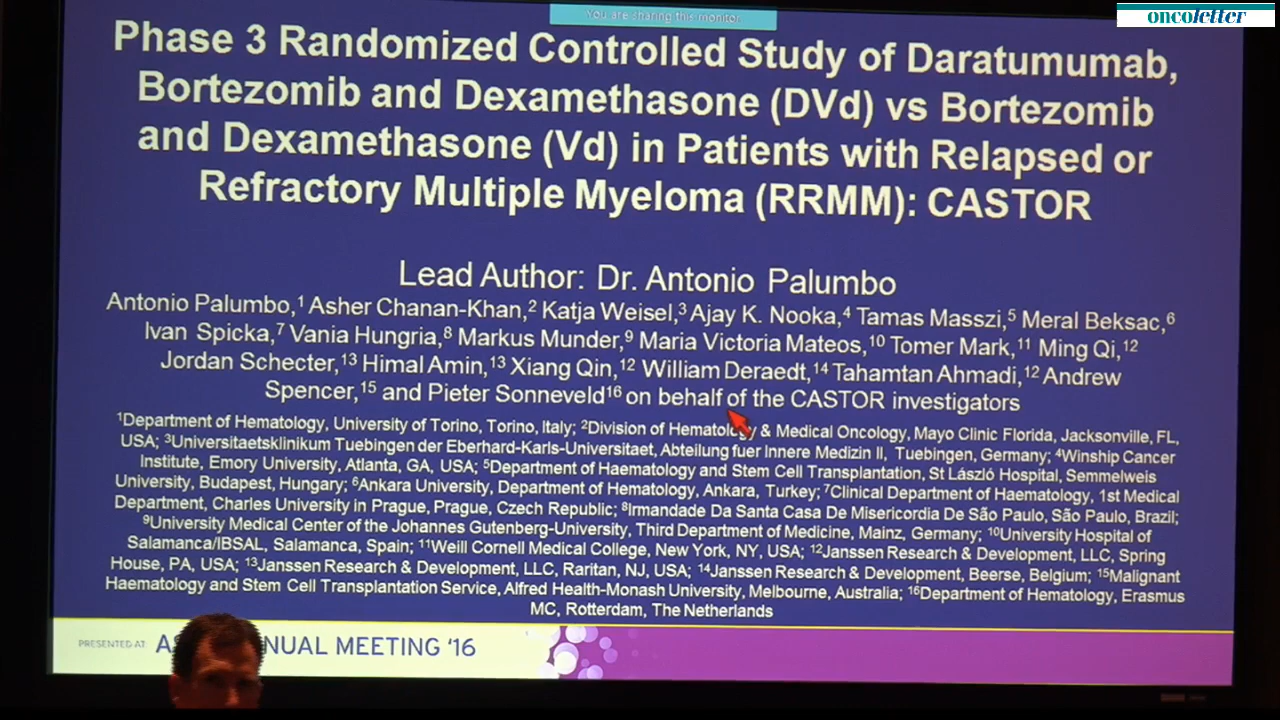 You are sharing this monitor
oncoletter
Phase 3 Randomized Controlled Study of Daratumumab,
Bortezomib and Dexamethasone (DVd) vs Bortezomib
and Dexamethasone (Vd) in Patients with Relapsed or
Refractory Multiple Myeloma (RRMM): CASTOR
Lead Author: Dr. Antonio Palumbo
Antonio Palumbo,¹ Asher Chanan-Khan,² Katja Weisel,³ Ajay K. Nooka,⁴ Tamas Masszi,⁵ Meral Beksac,⁶
Ivan Spicka,⁷ Vania Hungria,⁸ Markus Munder,⁹ Maria Victoria Mateos,¹⁰ Tomer Mark,¹¹ Ming Qi,¹²
Jordan Schecter,¹³ Himal Amin,¹³ Xiang Qin,¹² William Deraedt,¹⁴ Tahamtan Ahmadi,¹² Andrew
Spencer,¹⁵ and Pieter Sonneveld¹⁶ on behalf of the CASTOR investigators
¹Department of Hematology, University of Torino, Torino, Italy; ²Division of Hematology & Medical Oncology, Mayo Clinic Florida, Jacksonville, FL,
USA; ³Universitaetsklinikum Tuebingen der Eberhard-Karls-Universitaet, Abteilung fuer Innere Medizin II, Tuebingen, Germany; ⁴Winship Cancer
Institute, Emory University, Atlanta, GA, USA; ⁵Department of Haematology and Stem Cell Transplantation, St László Hospital, Semmelweis
University, Budapest, Hungary; ⁶Ankara University, Department of Hematology, Ankara, Turkey; ⁷Clinical Department of Haematology, 1st Medical
Department, Charles University in Prague, Prague, Czech Republic; ⁸Irmandade Da Santa Casa De Misericordia De São Paulo, São Paulo, Brazil;
⁹University Medical Center of the Johannes Gutenberg-University, Third Department of Medicine, Mainz, Germany; ¹⁰University Hospital of
Salamanca/IBSAL, Salamanca, Spain; ¹¹Weill Cornell Medical College, New York, NY, USA; ¹²Janssen Research & Development, LLC, Spring
House, PA, USA; ¹³Janssen Research & Development, LLC, Raritan, NJ, USA; ¹⁴Janssen Research & Development, Beerse, Belgium; ¹⁵Malignant
Haematology and Stem Cell Transplantation Service, Alfred Health-Monash University, Melbourne, Australia; ¹⁶Department of Hematology, Erasmus
MC, Rotterdam, The Netherlands
PRESENTED AT: ANNUAL MEETING '16